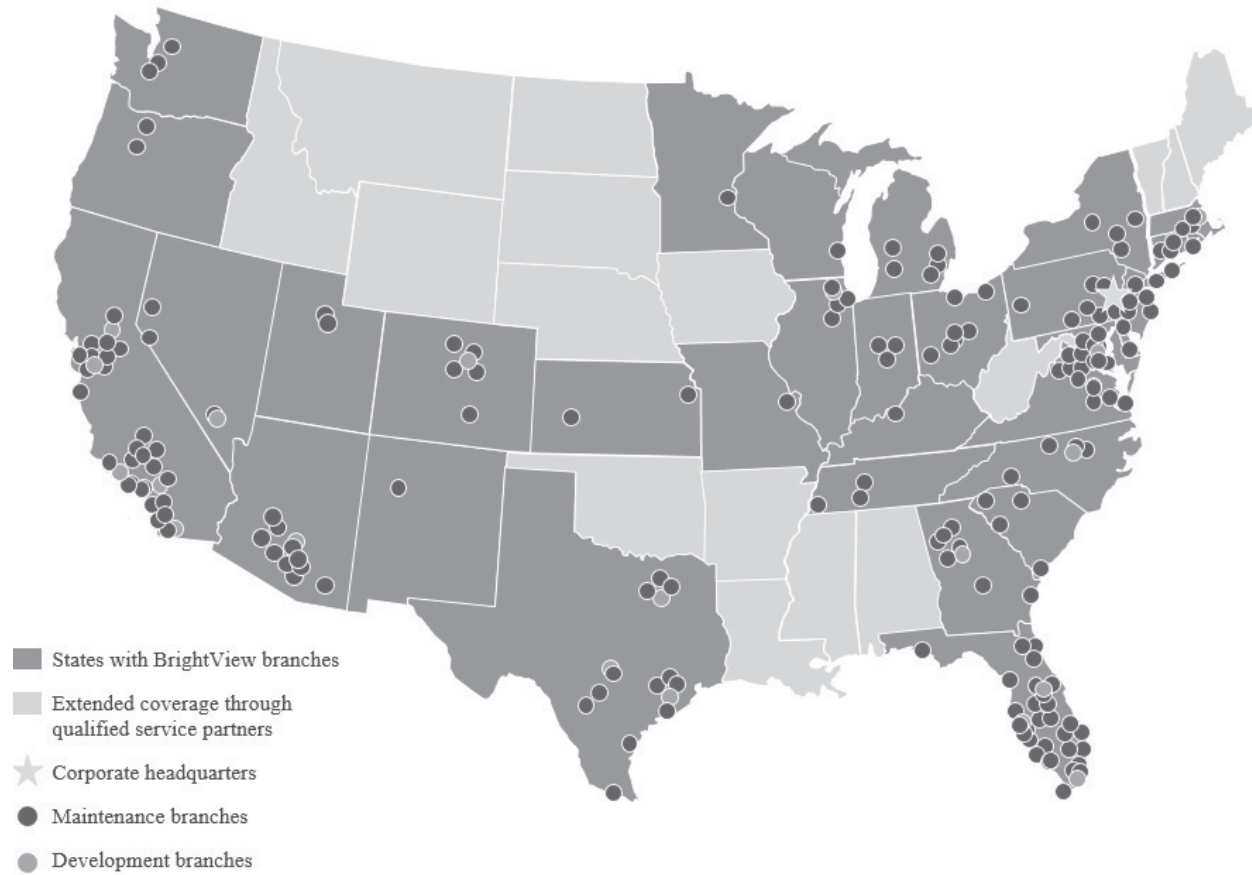 States with BrightView branches
Extended coverage through
qualified service partners
Corporate headquarters
Maintenance branches
Development branches